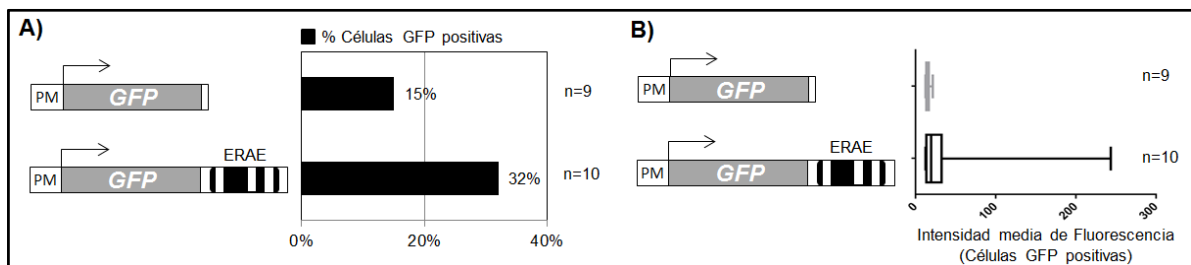 A)
% Células GFP positivas
PM GFP
15%
n=9
ERAE
PM GFP
32%
n=10
0% 20% 40%
B)
PM GFP
n=9
ERAE
PM GFP
n=10
0 100 200 300
Intensidad media de Fluorescencia
(Células GFP positivas)